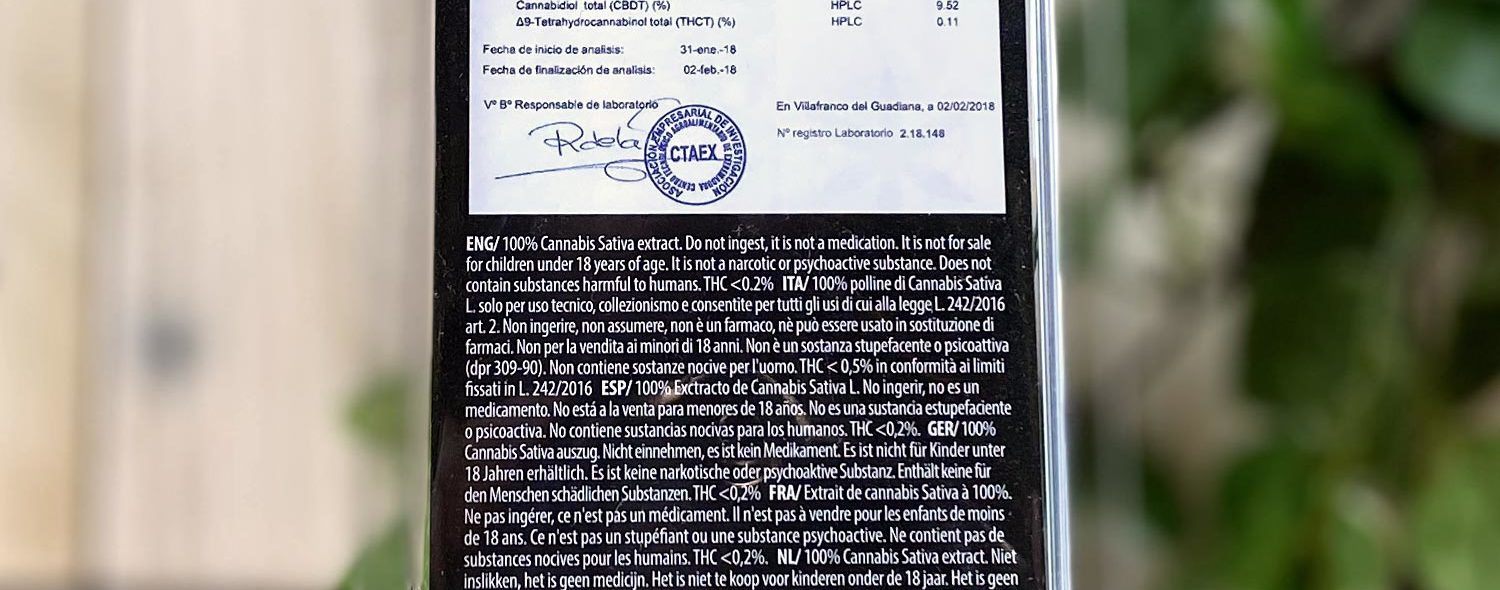 Cannabidiol total (CBDT) (%) HPLC 9.52
Δ9-Tetrahydrocannabinol total (THCT) (%) HPLC 0.11
Fecha de inicio de analisis: 31-ene.-18
Fecha de finalización de analisis: 02-feb.-18
Vº Bº Responsable de laboratorio
En Villafranco del Guadiana, a 02/02/2018
Nº registro Laboratorio 2.18.148
ASOCIACIÓN EMPRESARIAL DE INVESTIGACIÓN
CENTRO TECNOLÓGICO AGROALIMENTARIO DE EXTREMADURA
CTAEX
ENG/ 100% Cannabis Sativa extract. Do not ingest, it is not a medication. It is not for sale
for children under 18 years of age. It is not a narcotic or psychoactive substance. Does not
contain substances harmful to humans. THC <0.2% ITA/ 100% polline di Cannabis Sativa
L. solo per uso tecnico, collezionismo e consentite per tutti gli usi di cui alla legge L. 242/2016
art. 2. Non ingerire, non assumere, non è un farmaco, nè può essere usato in sostituzione di
farmaci. Non per la vendita ai minori di 18 anni. Non è un sostanza stupefacente o psicoattiva
(dpr 309-90). Non contiene sostanze nocive per l'uomo. THC < 0,5% in conformità ai limiti
fissati in L. 242/2016 ESP/ 100% Exctracto de Cannabis Sativa L. No ingerir, no es un
medicamento. No está a la venta para menores de 18 años. No es una sustancia estupefaciente
o psicoactiva. No contiene sustancias nocivas para los humanos. THC <0,2%. GER/ 100%
Cannabis Sativa auszug. Nicht einnehmen, es ist kein Medikament. Es ist nicht für Kinder unter
18 Jahren erhältlich. Es ist keine narkotische oder psychoaktive Substanz. Enthält keine für
den Menschen schädlichen Substanzen. THC <0,2% FRA/ Extrait de cannabis Sativa à 100%.
Ne pas ingérer, ce n'est pas un médicament. Il n'est pas à vendre pour les enfants de moins
de 18 ans. Ce n'est pas un stupéfiant ou une substance psychoactive. Ne contient pas de
substances nocives pour les humains. THC <0,2%. NL/ 100% Cannabis Sativa extract. Niet
inslikken, het is geen medicijn. Het is niet te koop voor kinderen onder de 18 jaar. Het is geen